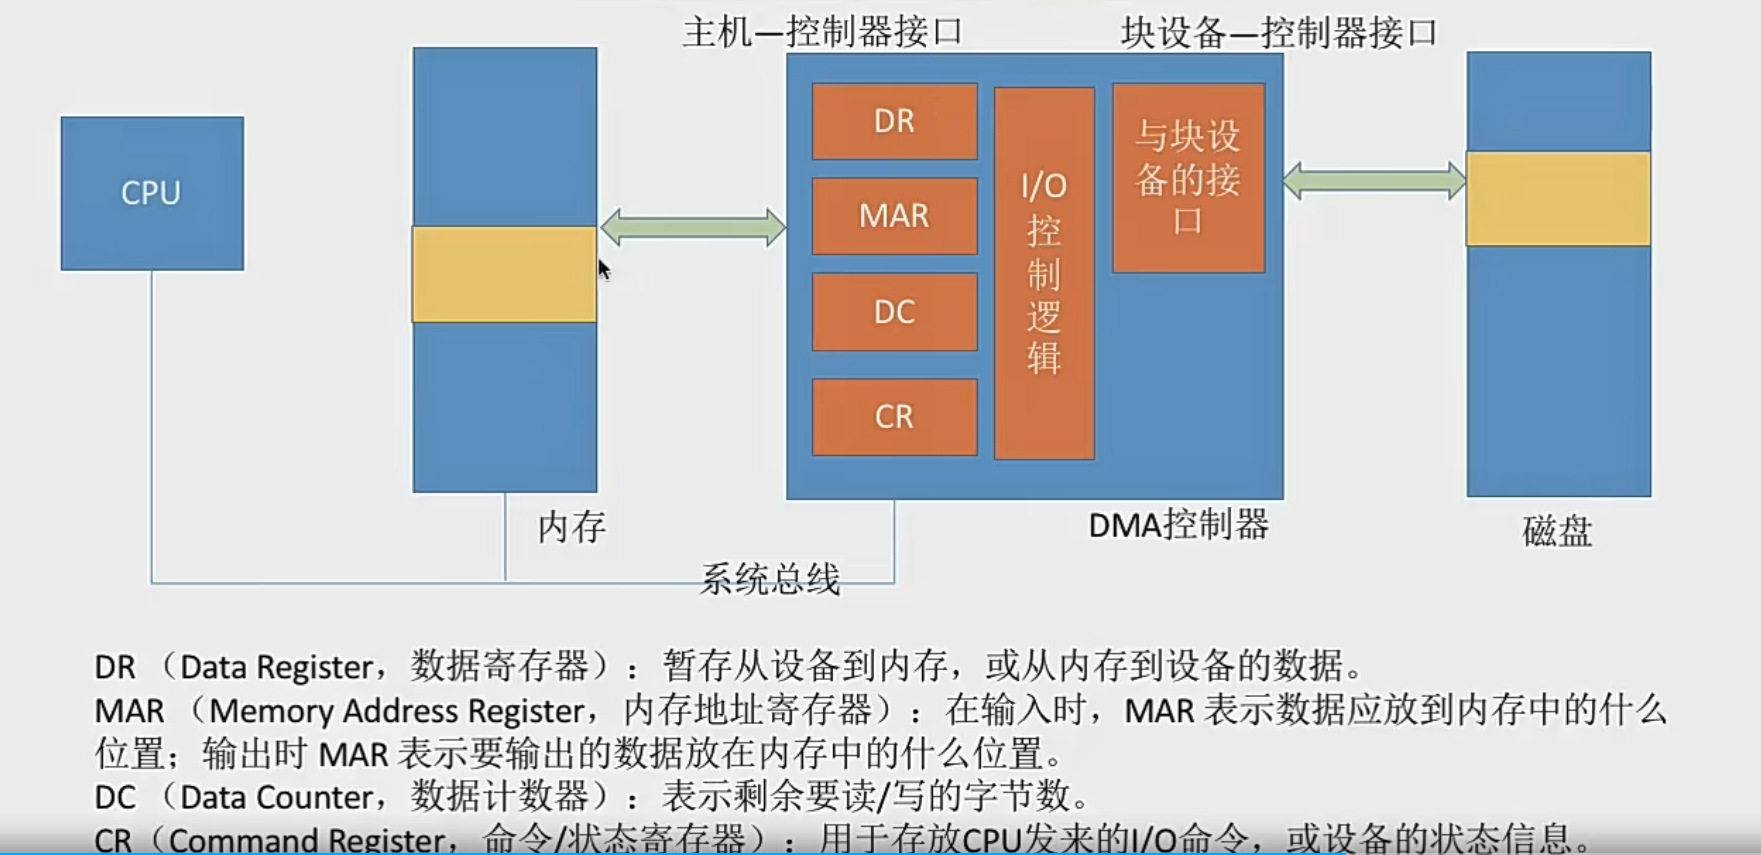 主机—控制器接口
块设备—控制器接口
CPU
DR
MAR
DC
CR
I/O
控
制
逻
辑
与块设
备的接
口
内存
DMA控制器
磁盘
系统总线
DR （Data Register，数据寄存器）：暂存从设备到内存，或从内存到设备的数据。
MAR （Memory Address Register，内存地址寄存器）：在输入时，MAR 表示数据应放到内存中的什么
位置；输出时 MAR 表示要输出的数据放在内存中的什么位置。
DC （Data Counter，数据计数器）：表示剩余要读/写的字节数。
CR（Command Register，命令/状态寄存器）：用于存放CPU发来的I/O命令，或设备的状态信息。